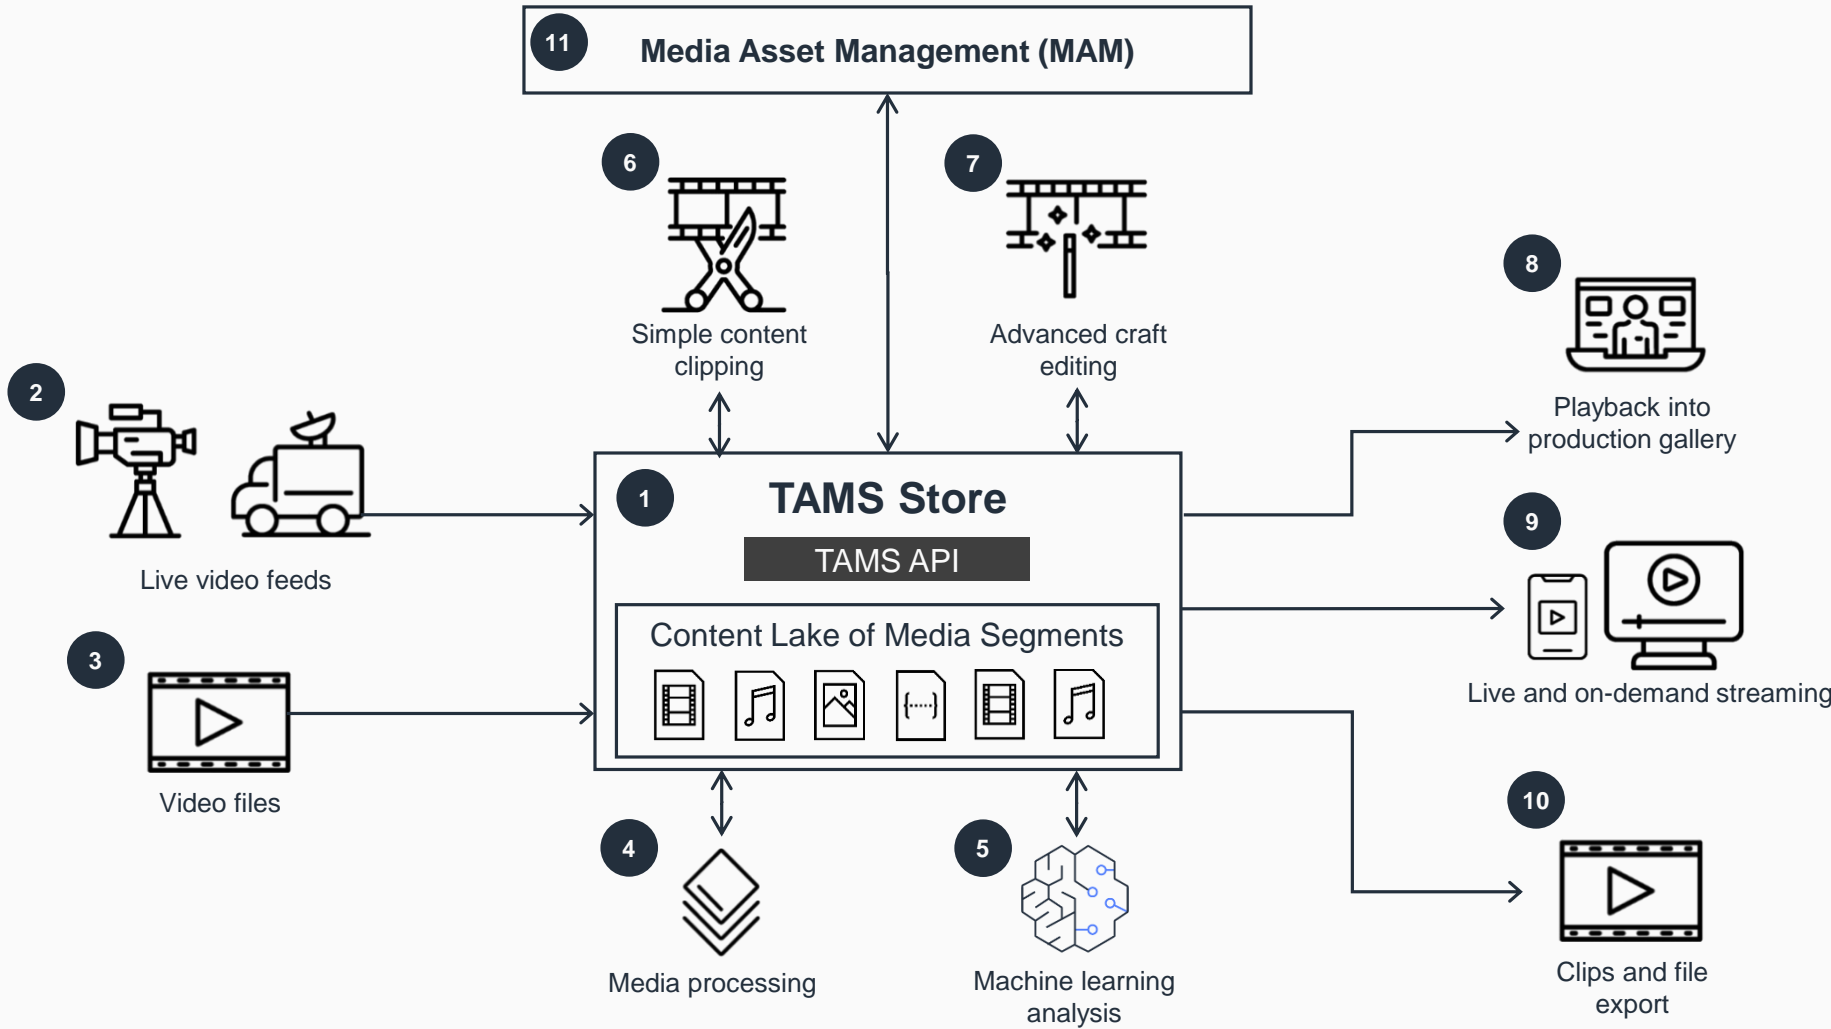 11
Media Asset Management (MAM)
6
Simple content
clipping
7
Advanced craft
editing
2
Live video feeds
3
Video files
1
TAMS Store
TAMS API
Content Lake of Media Segments
{·····}
8
Playback into
production gallery
9
Live and on-demand streaming
10
Clips and file
export
4
Media processing
5
Machine learning
analysis